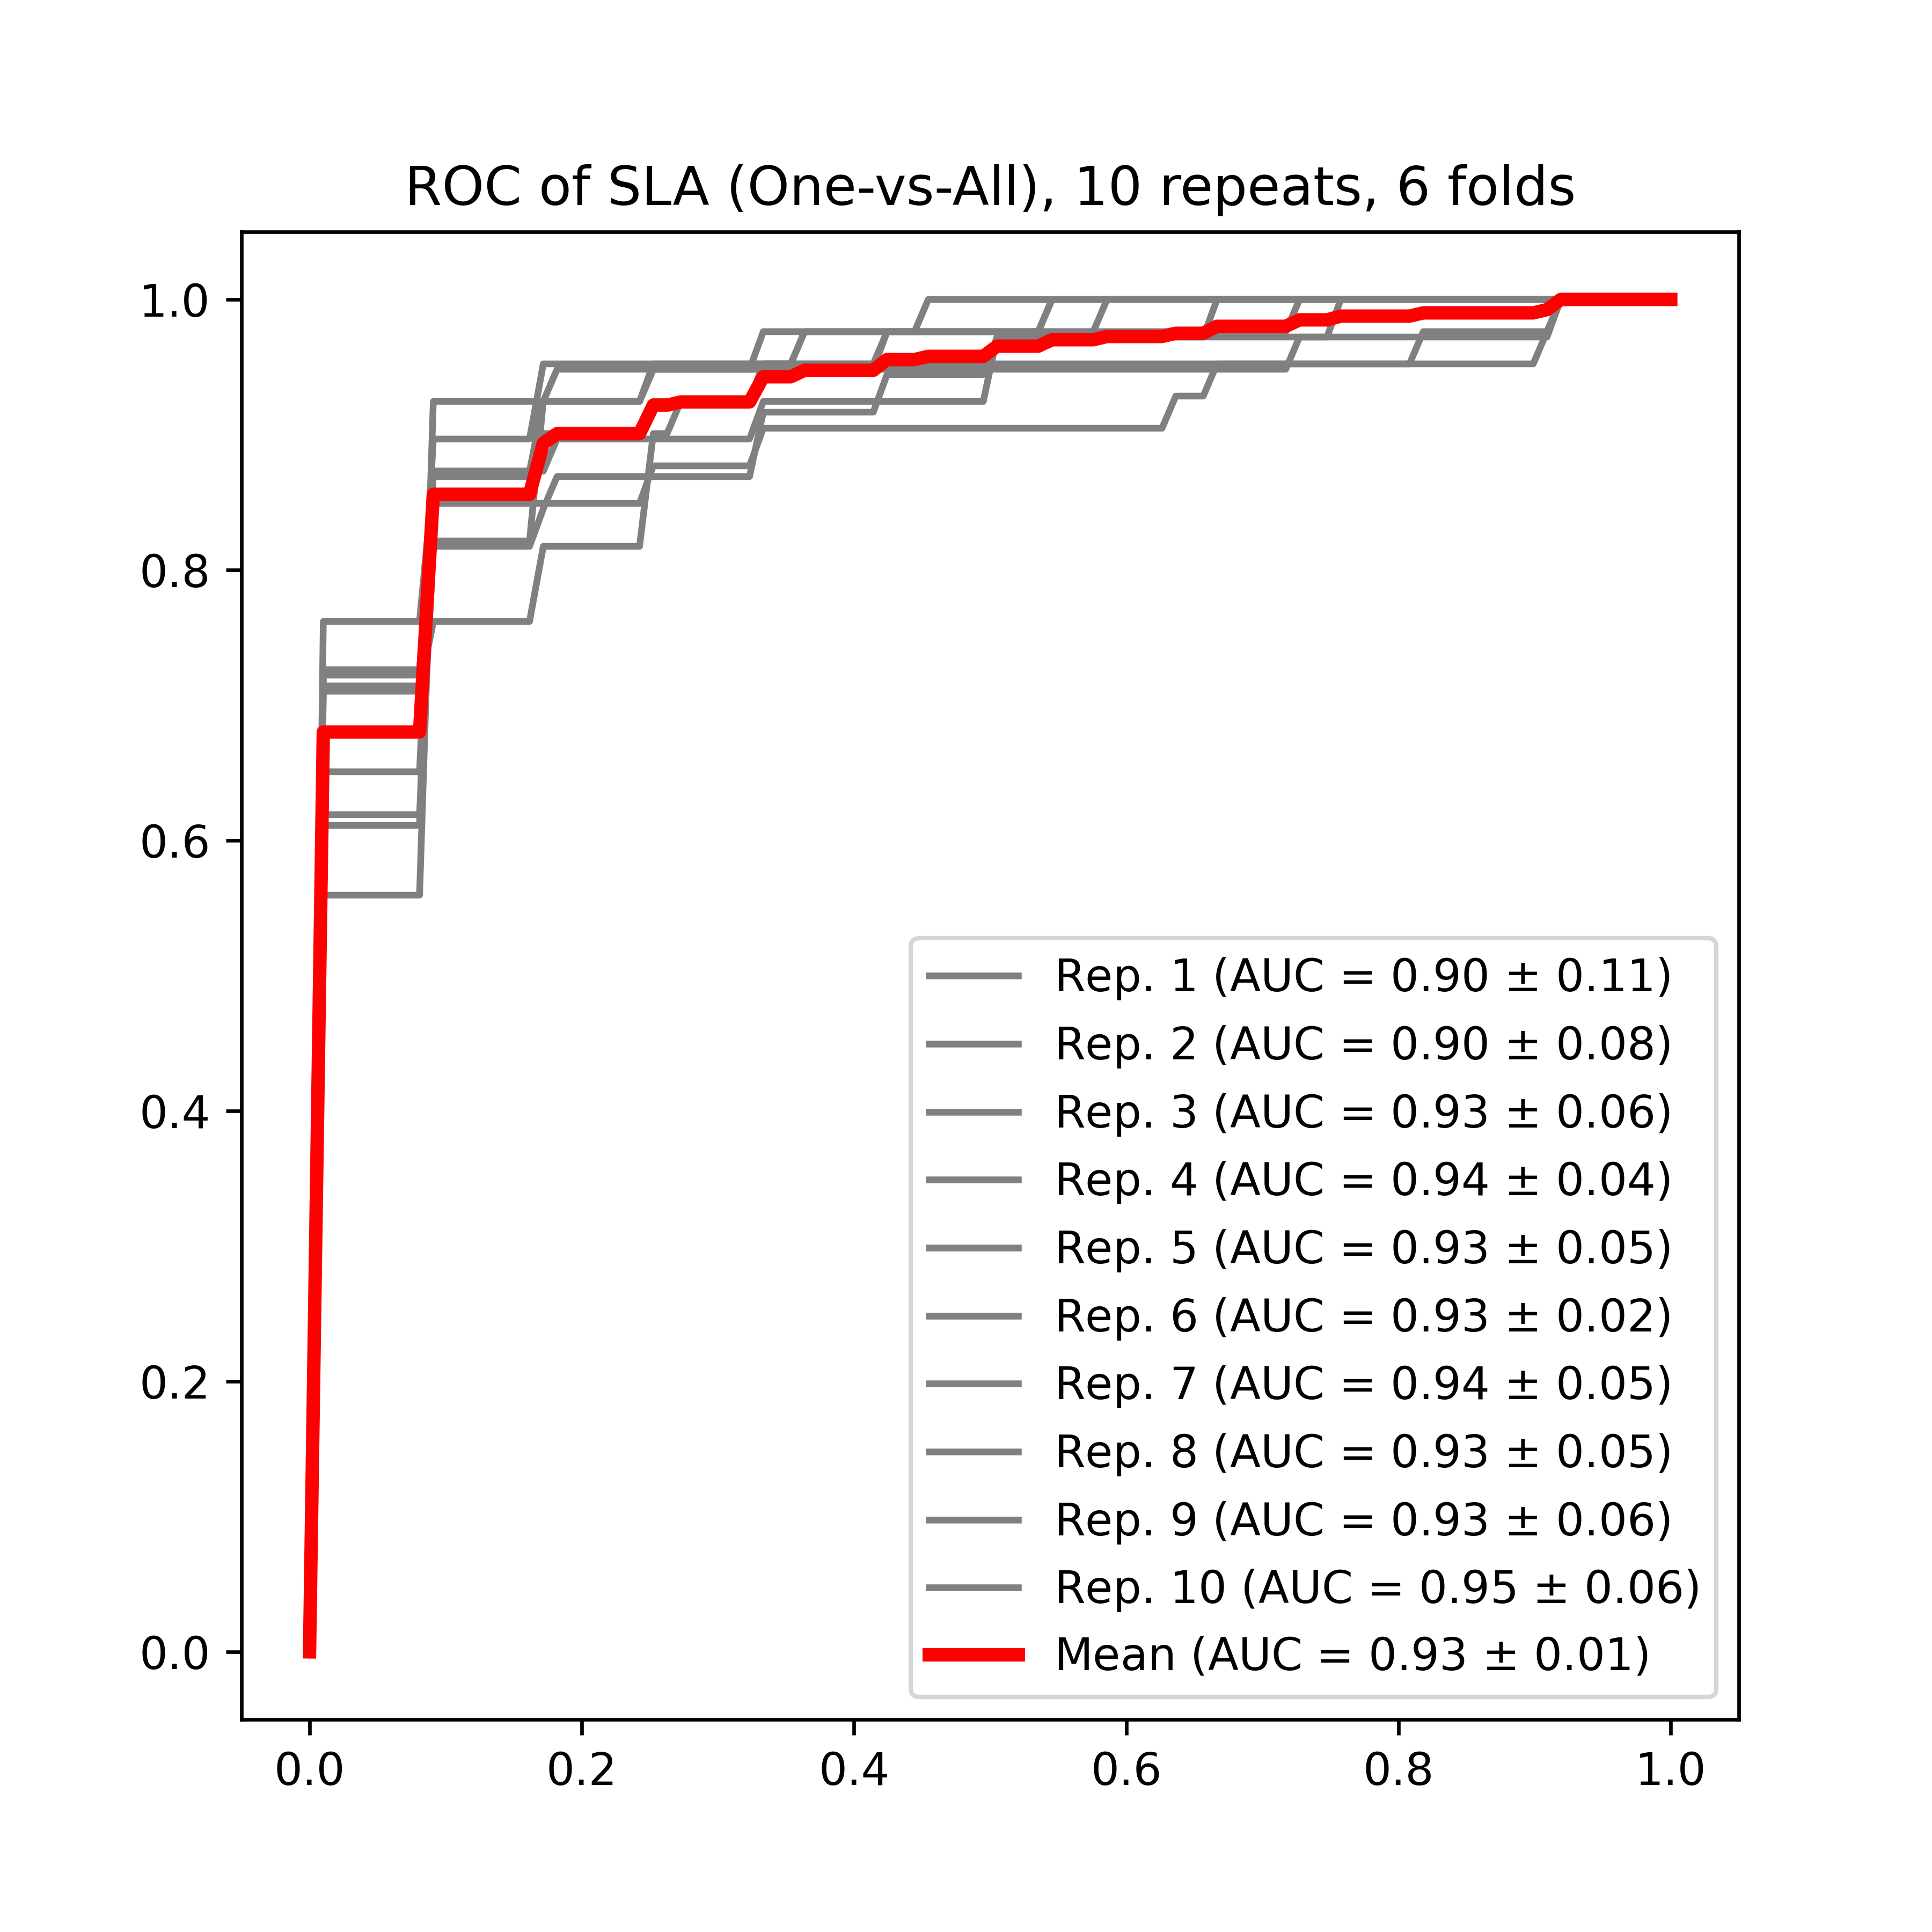 ROC of SLA (One-vs-All), 10 repeats, 6 folds
1.0
0.8
0.6
0.4
0.2
0.0
Rep. 1 (AUC = 0.90 ± 0.11)
Rep. 2 (AUC = 0.90 ± 0.08)
Rep. 3 (AUC = 0.93 ± 0.06)
Rep. 4 (AUC = 0.94 ± 0.04)
Rep. 5 (AUC = 0.93 ± 0.05)
Rep. 6 (AUC = 0.93 ± 0.02)
Rep. 7 (AUC = 0.94 ± 0.05)
Rep. 8 (AUC = 0.93 ± 0.05)
Rep. 9 (AUC = 0.93 ± 0.06)
Rep. 10 (AUC = 0.95 ± 0.06)
Mean (AUC = 0.93 ± 0.01)
0.0 0.2 0.4 0.6 0.8 1.0